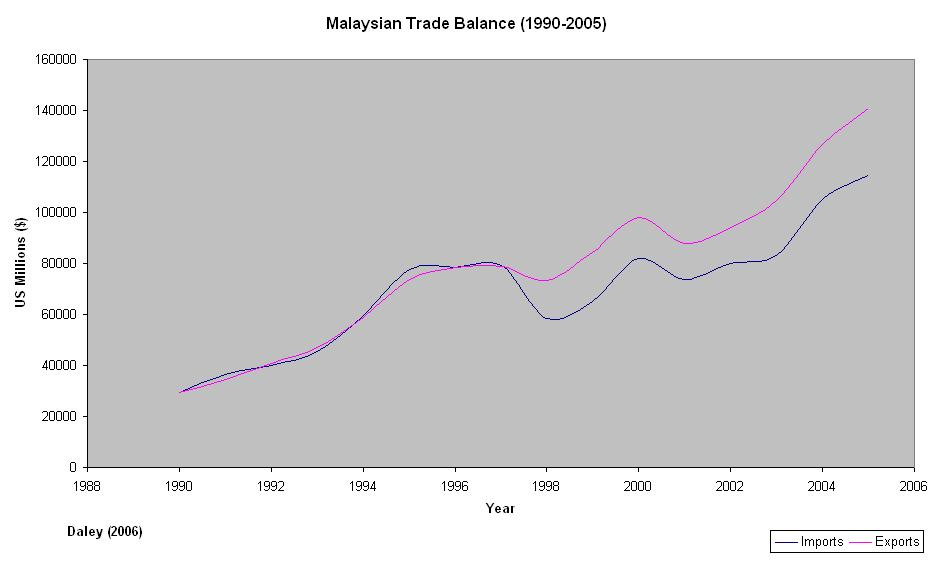 Malaysian Trade Balance (1990-2005)
160000
140000
120000
100000
80000
60000
40000
20000
0
US Millions ($)
1988 1990 1992 1994 1996 1998 2000 2002 2004 2006
Year
Daley (2006)
Imports Exports